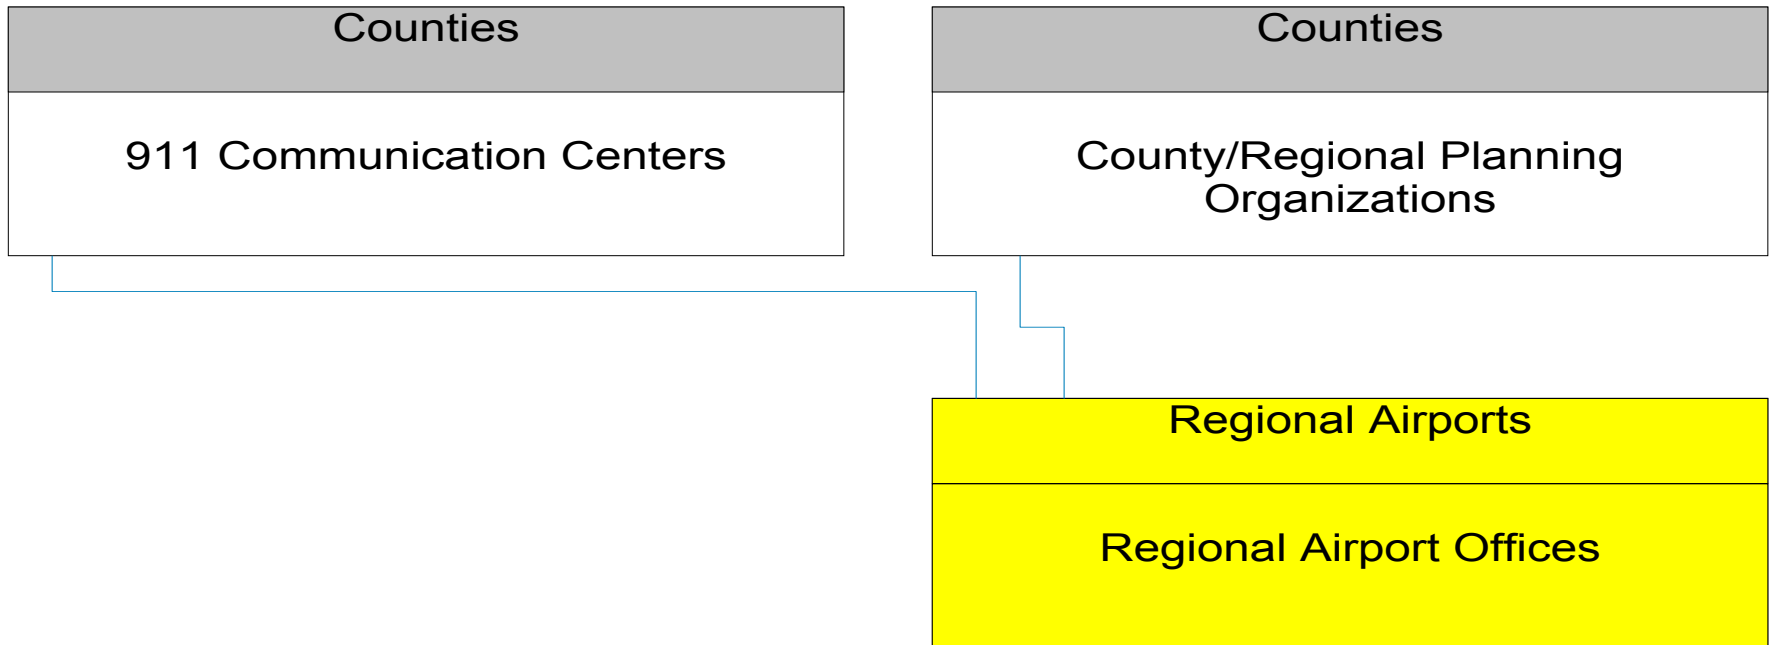 Counties
911 Communication Centers
Counties
County/Regional Planning
Organizations
Regional Airports
Regional Airport Offices